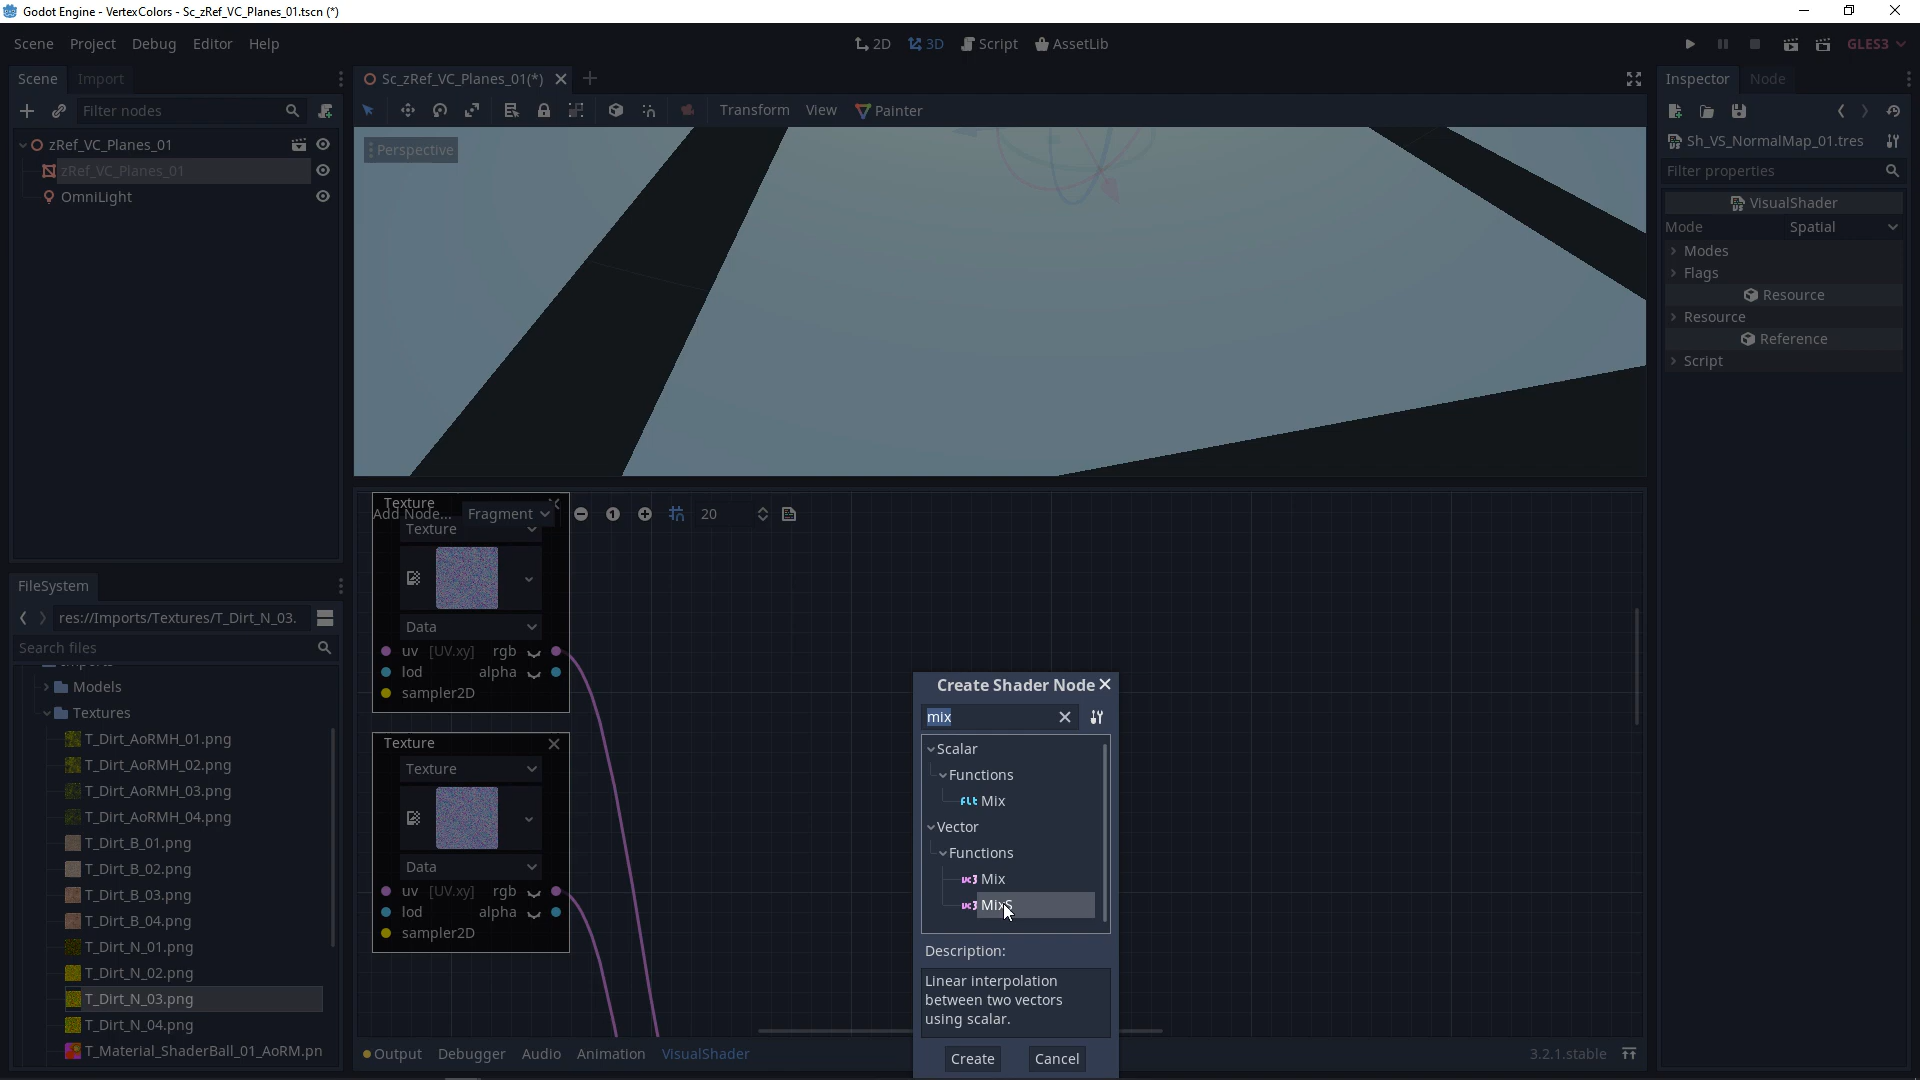 Godot Engine - VertexColors - Sc_zRef_VC_Planes_01.tscn (*)
Scene Project Debug Editor Help
2D 3D Script AssetLib
GLES3
Scene Import
Filter nodes
zRef_VC_Planes_01
zRef_VC_Planes_01
OmniLight
Sc_zRef_VC_Planes_01(*)
Transform View Painter
Perspective
Inspector Node
Sh_VS_NormalMap_01.tres
Filter properties
VisualShader
Mode Spatial
Modes
Flags
Resource
Resource
Reference
Script
FileSystem
res://Imports/Textures/T_Dirt_N_03.
Search files
Imports
Models
Textures
T_Dirt_AoRMH_01.png
T_Dirt_AoRMH_02.png
T_Dirt_AoRMH_03.png
T_Dirt_AoRMH_04.png
T_Dirt_B_01.png
T_Dirt_B_02.png
T_Dirt_B_03.png
T_Dirt_B_04.png
T_Dirt_N_01.png
T_Dirt_N_02.png
T_Dirt_N_03.png
T_Dirt_N_04.png
T_Material_ShaderBall_01_AoRM.pn
Texture
Add Node... Fragment 20
Texture
Data
uv [UV.xy] rgb
lod alpha
sampler2D
Texture
Texture
Data
uv [UV.xy] rgb
lod alpha
sampler2D
Create Shader Node
mix
Scalar
Functions
flt Mix
Vector
Functions
vc3 Mix
vc3 MixS
Description:
Linear interpolation
between two vectors
using scalar.
Create Cancel
Output Debugger Audio Animation VisualShader
3.2.1.stable